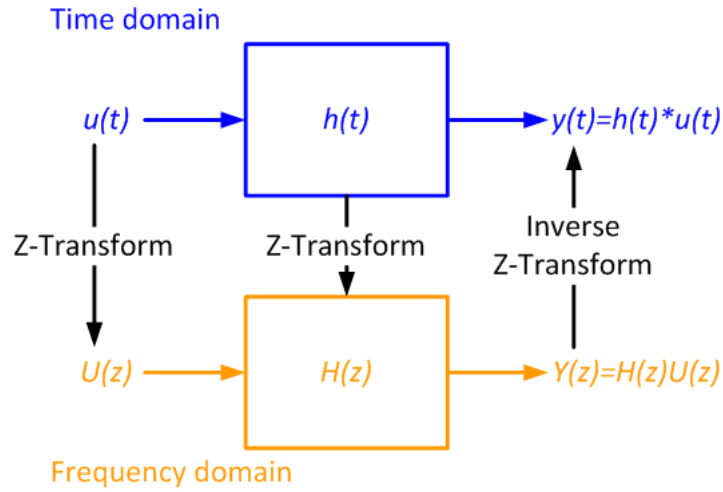 Time domain
u(t)
h(t)
y(t)=h(t)*u(t)
Z-Transform
Z-Transform
Inverse
Z-Transform
U(z)
H(z)
Y(z)=H(z)U(z)
Frequency domain